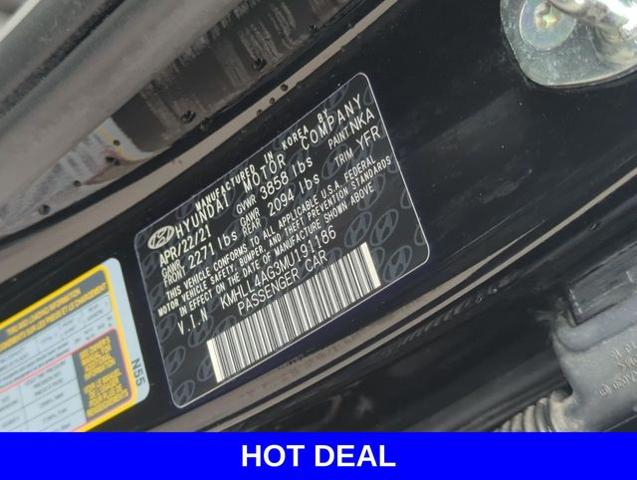 MANUFACTURED IN KOREA BY
HYUNDAI MOTOR COMPANY
APR/22/21 GVWR 3858 lbs PAINT NKA
GAWR FRONT 2271 lbs GAWR REAR 2094 lbs TRIM YFR
THIS VEHICLE CONFORMS TO ALL APPLICABLE U.S.A. FEDERAL
MOTOR VEHICLE SAFETY, BUMPER, AND THEFT PREVENTION STANDARDS
IN EFFECT ON THE DATE OF MANUFACTURE SHOWN ABOVE.
V.I.N KMHLL4AG3MU191186
PASSENGER CAR
N55
HOT DEAL